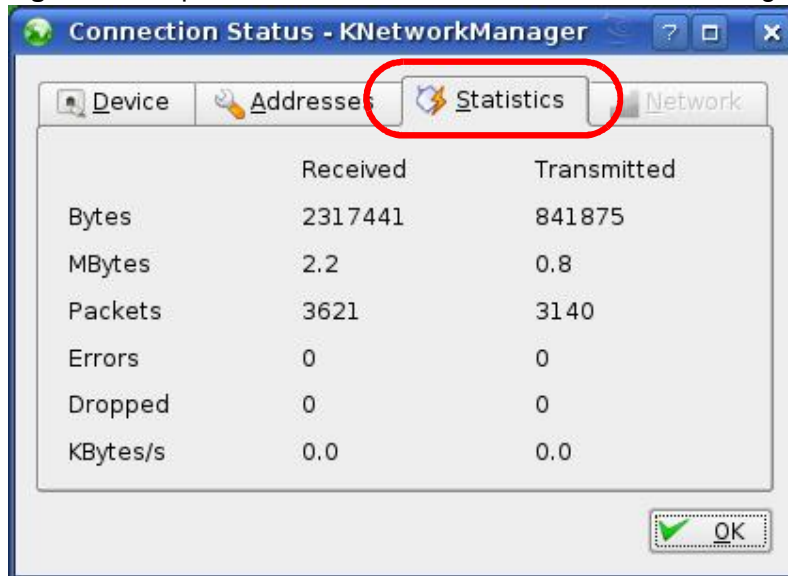 Connection Status - KNetworkManager
Device Addresses Statistics Network
Received Transmitted
Bytes 2317441 841875
MBytes 2.2 0.8
Packets 3621 3140
Errors 0 0
Dropped 0 0
KBytes/s 0.0 0.0
OK